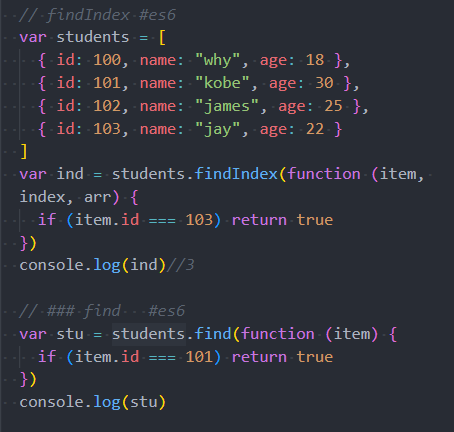 // findIndex #es6
var students = [
  { id: 100, name: "why", age: 18 },
  { id: 101, name: "kobe", age: 30 },
  { id: 102, name: "james", age: 25 },
  { id: 103, name: "jay", age: 22 }
]
var ind = students.findIndex(function (item,
index, arr) {
  if (item.id === 103) return true
})
console.log(ind)//3

// ### find   #es6
var stu = students.find(function (item) {
  if (item.id === 101) return true
})
console.log(stu)